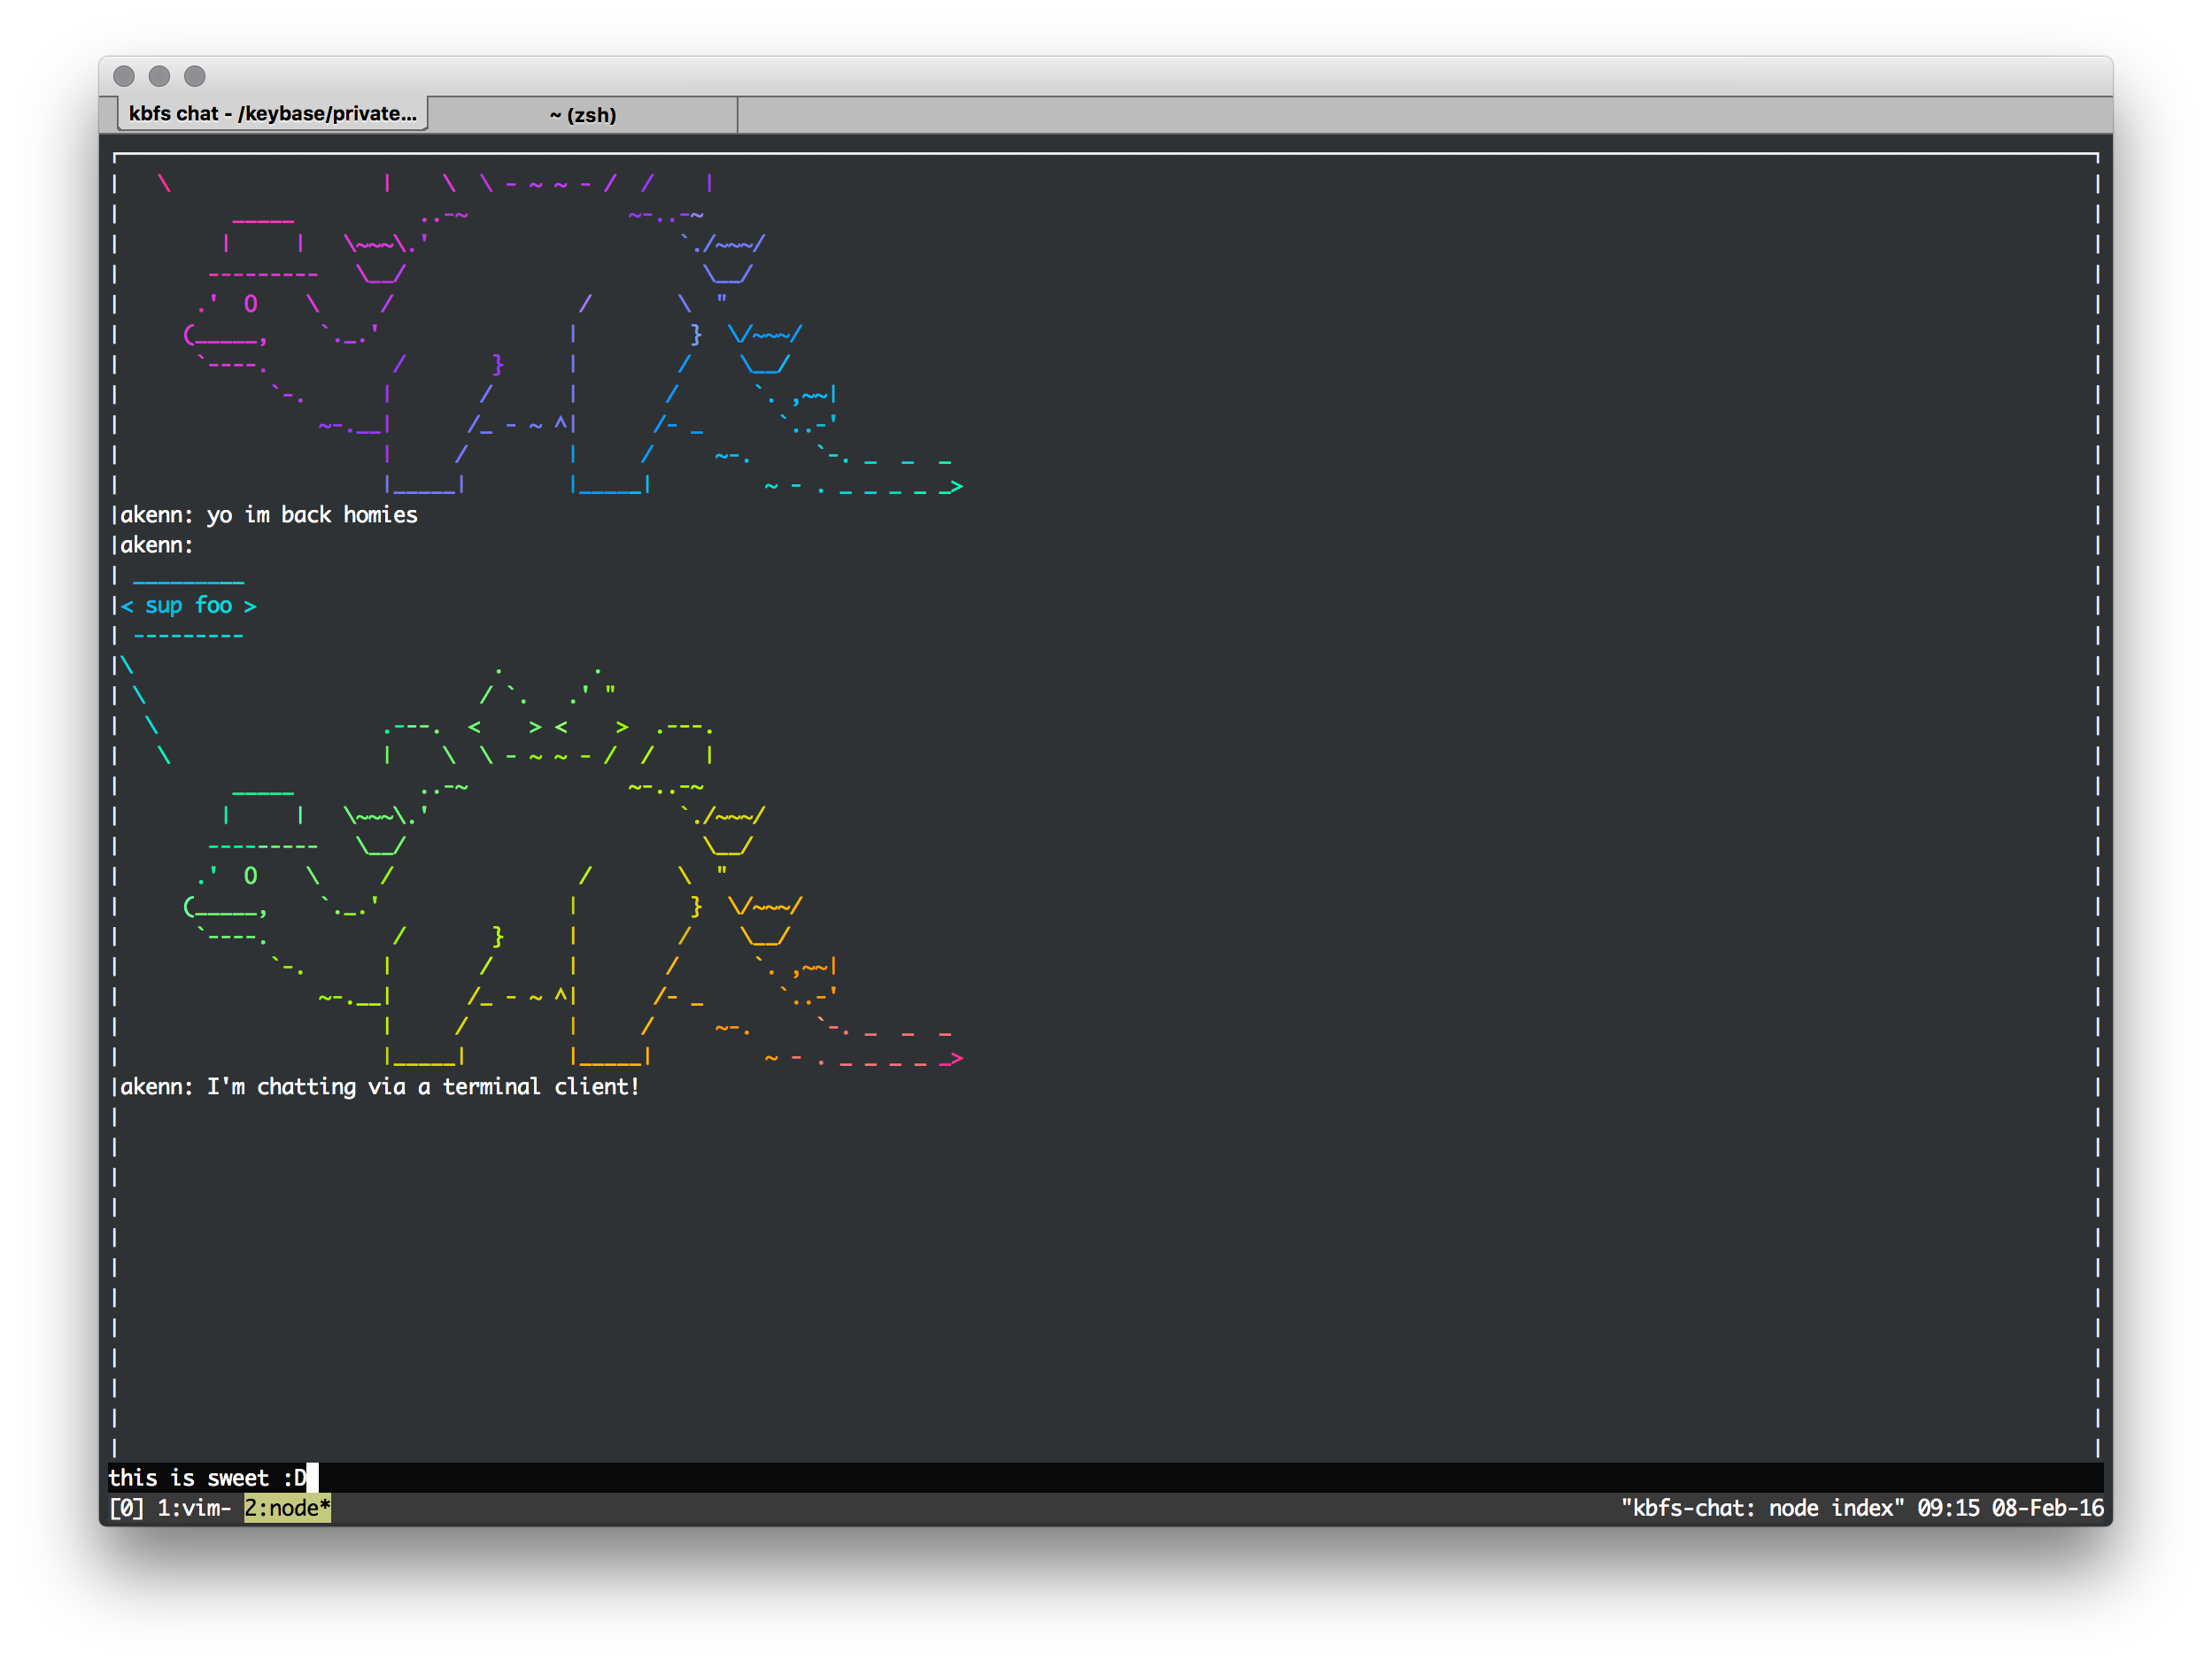 kbfs chat - /keybase/private...
~ (zsh)
akenn: yo im back homies
akenn:
< sup foo >
akenn: I'm chatting via a terminal client!
this is sweet :D
[0] 1:vim- 2:node*
"kbfs-chat: node index" 09:15 08-Feb-16